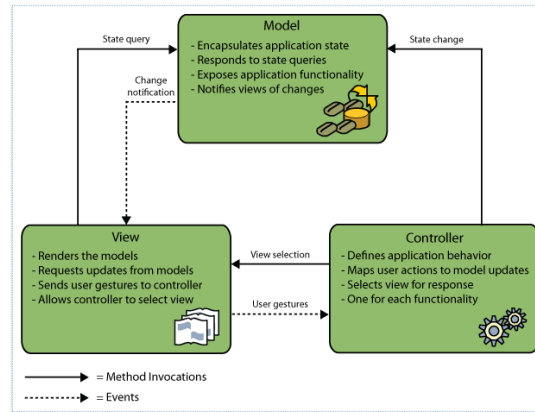 Model
- Encapsulates application state
- Responds to state queries
- Exposes application functionality
- Notifies views of changes
State query
State change
Change
notification
View
- Renders the models
- Requests updates from models
- Sends user gestures to controller
- Allows controller to select view
View selection
User gestures
Controller
- Defines application behavior
- Maps user actions to model updates
- Selects view for response
- One for each functionality
= Method Invocations
= Events